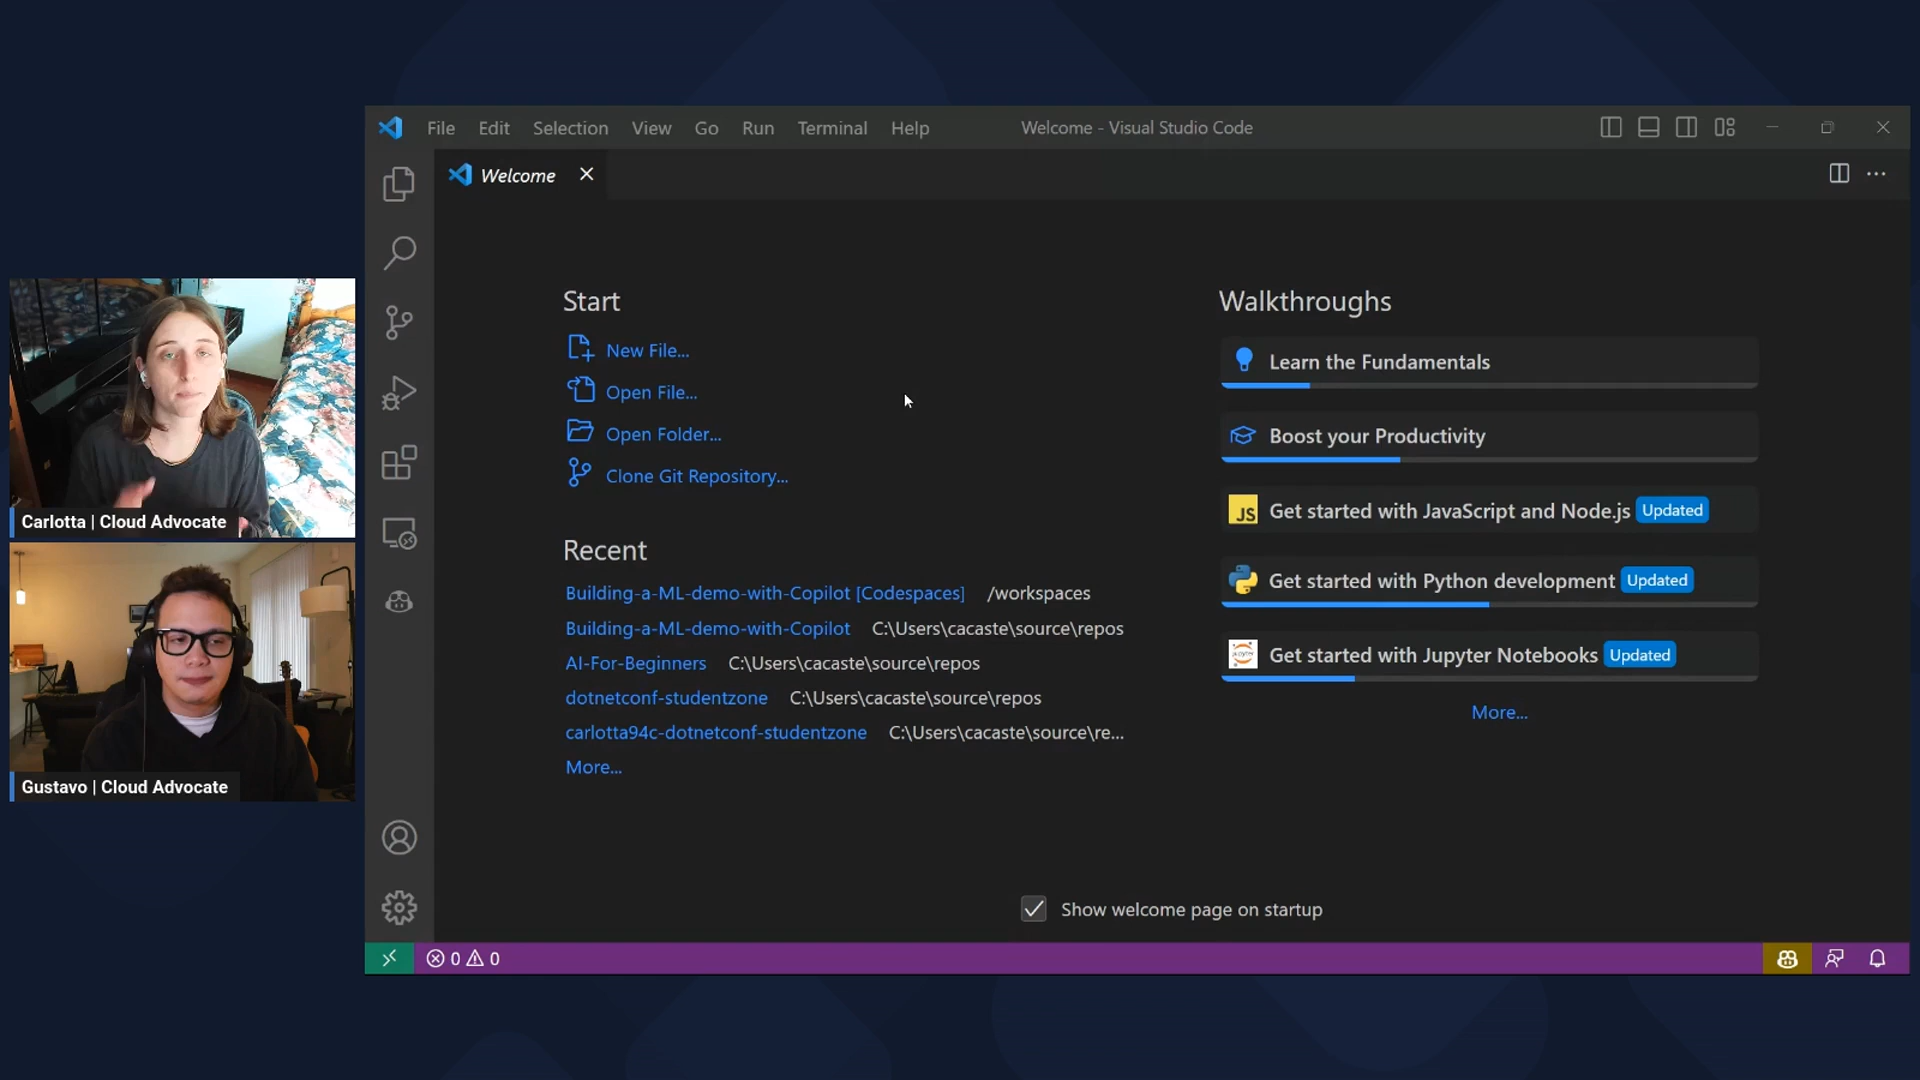 File Edit Selection View Go Run Terminal Help
Welcome - Visual Studio Code
Welcome
Start
New File...
Open File...
Open Folder...
Clone Git Repository...
Recent
Building-a-ML-demo-with-Copilot [Codespaces] /workspaces
Building-a-ML-demo-with-Copilot C:\Users\cacaste\source\repos
AI-For-Beginners C:\Users\cacaste\source\repos
dotnetconf-studentzone C:\Users\cacaste\source\repos
carlotta94c-dotnetconf-studentzone C:\Users\cacaste\source\re...
More...
Walkthroughs
Learn the Fundamentals
Boost your Productivity
JS Get started with JavaScript and Node.js Updated
Get started with Python development Updated
jupyter Get started with Jupyter Notebooks Updated
More...
Show welcome page on startup
0 0
Carlotta | Cloud Advocate
Gustavo | Cloud Advocate